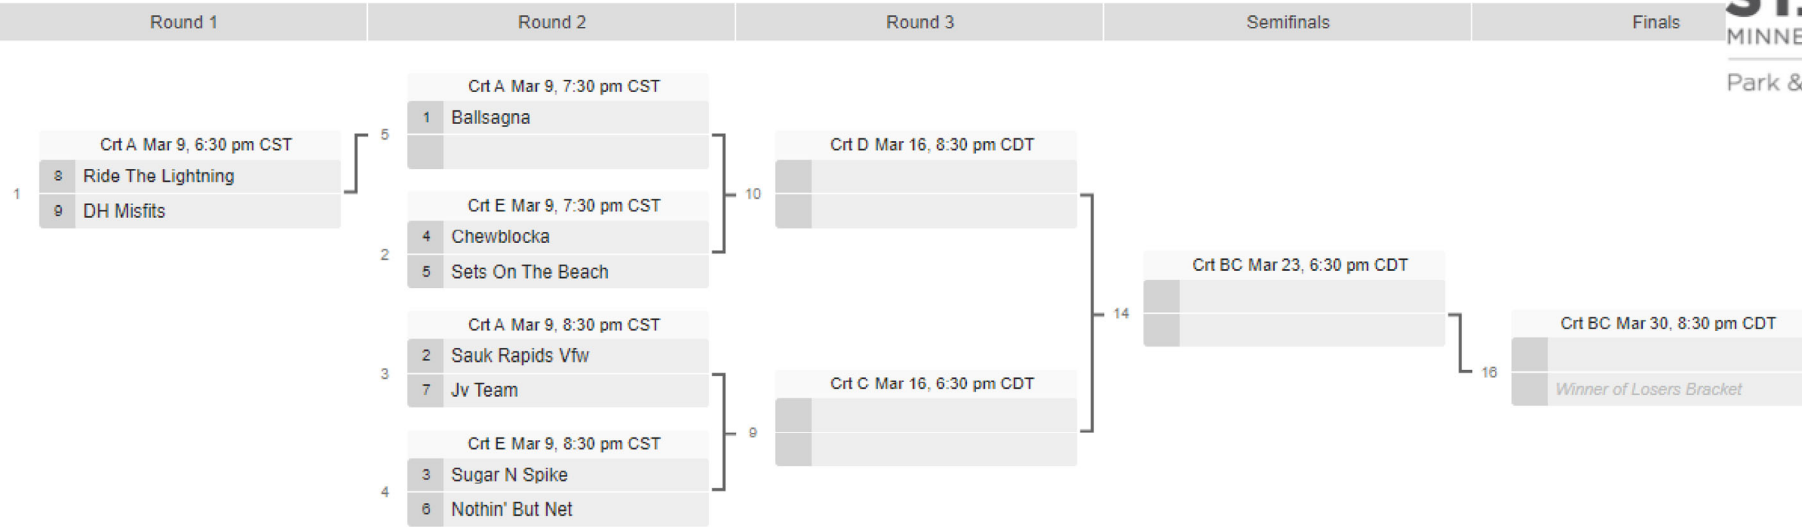 Round 1
Round 2
Round 3
Semifinals
Finals
MINNE
Park &
1
Crt A Mar 9, 6:30 pm CST
8 Ride The Lightning
9 DH Misfits
5
Crt A Mar 9, 7:30 pm CST
1 Ballsagna
2
Crt E Mar 9, 7:30 pm CST
4 Chewblocka
5 Sets On The Beach
3
Crt A Mar 9, 8:30 pm CST
2 Sauk Rapids Vfw
7 Jv Team
4
Crt E Mar 9, 8:30 pm CST
3 Sugar N Spike
6 Nothin' But Net
10
Crt D Mar 16, 8:30 pm CDT
9
Crt C Mar 16, 6:30 pm CDT
14
Crt BC Mar 23, 6:30 pm CDT
16
Crt BC Mar 30, 8:30 pm CDT
Winner of Losers Bracket